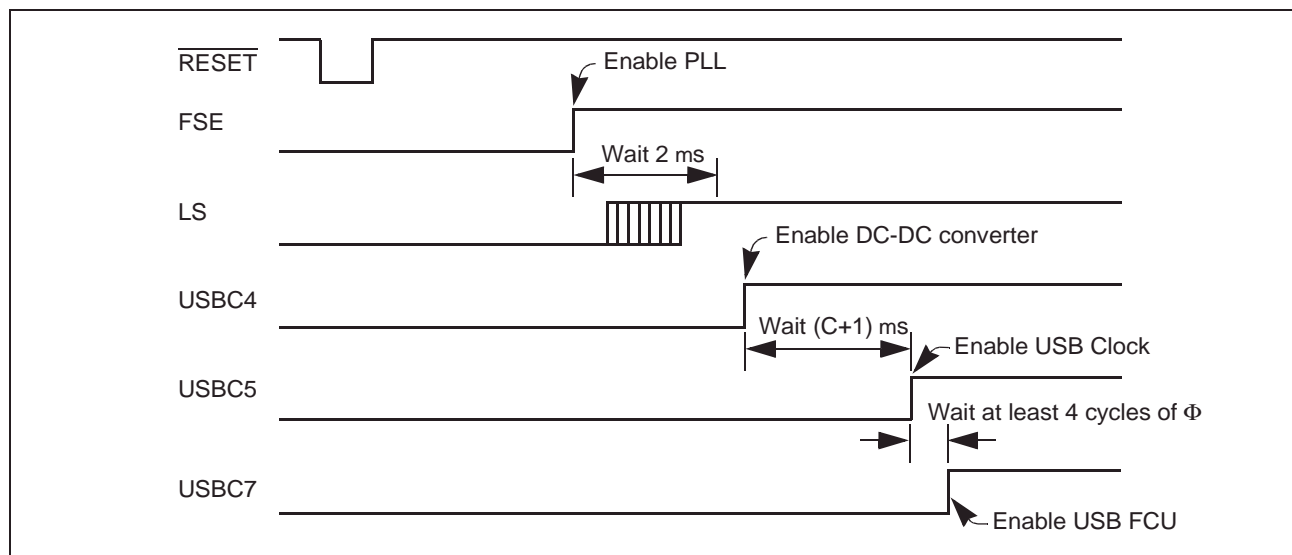 RESET
Enable PLL
FSE
Wait 2 ms
LS
Enable DC-DC converter
USBC4
Wait (C+1) ms
Enable USB Clock
USBC5
Wait at least 4 cycles of Φ
USBC7
Enable USB FCU